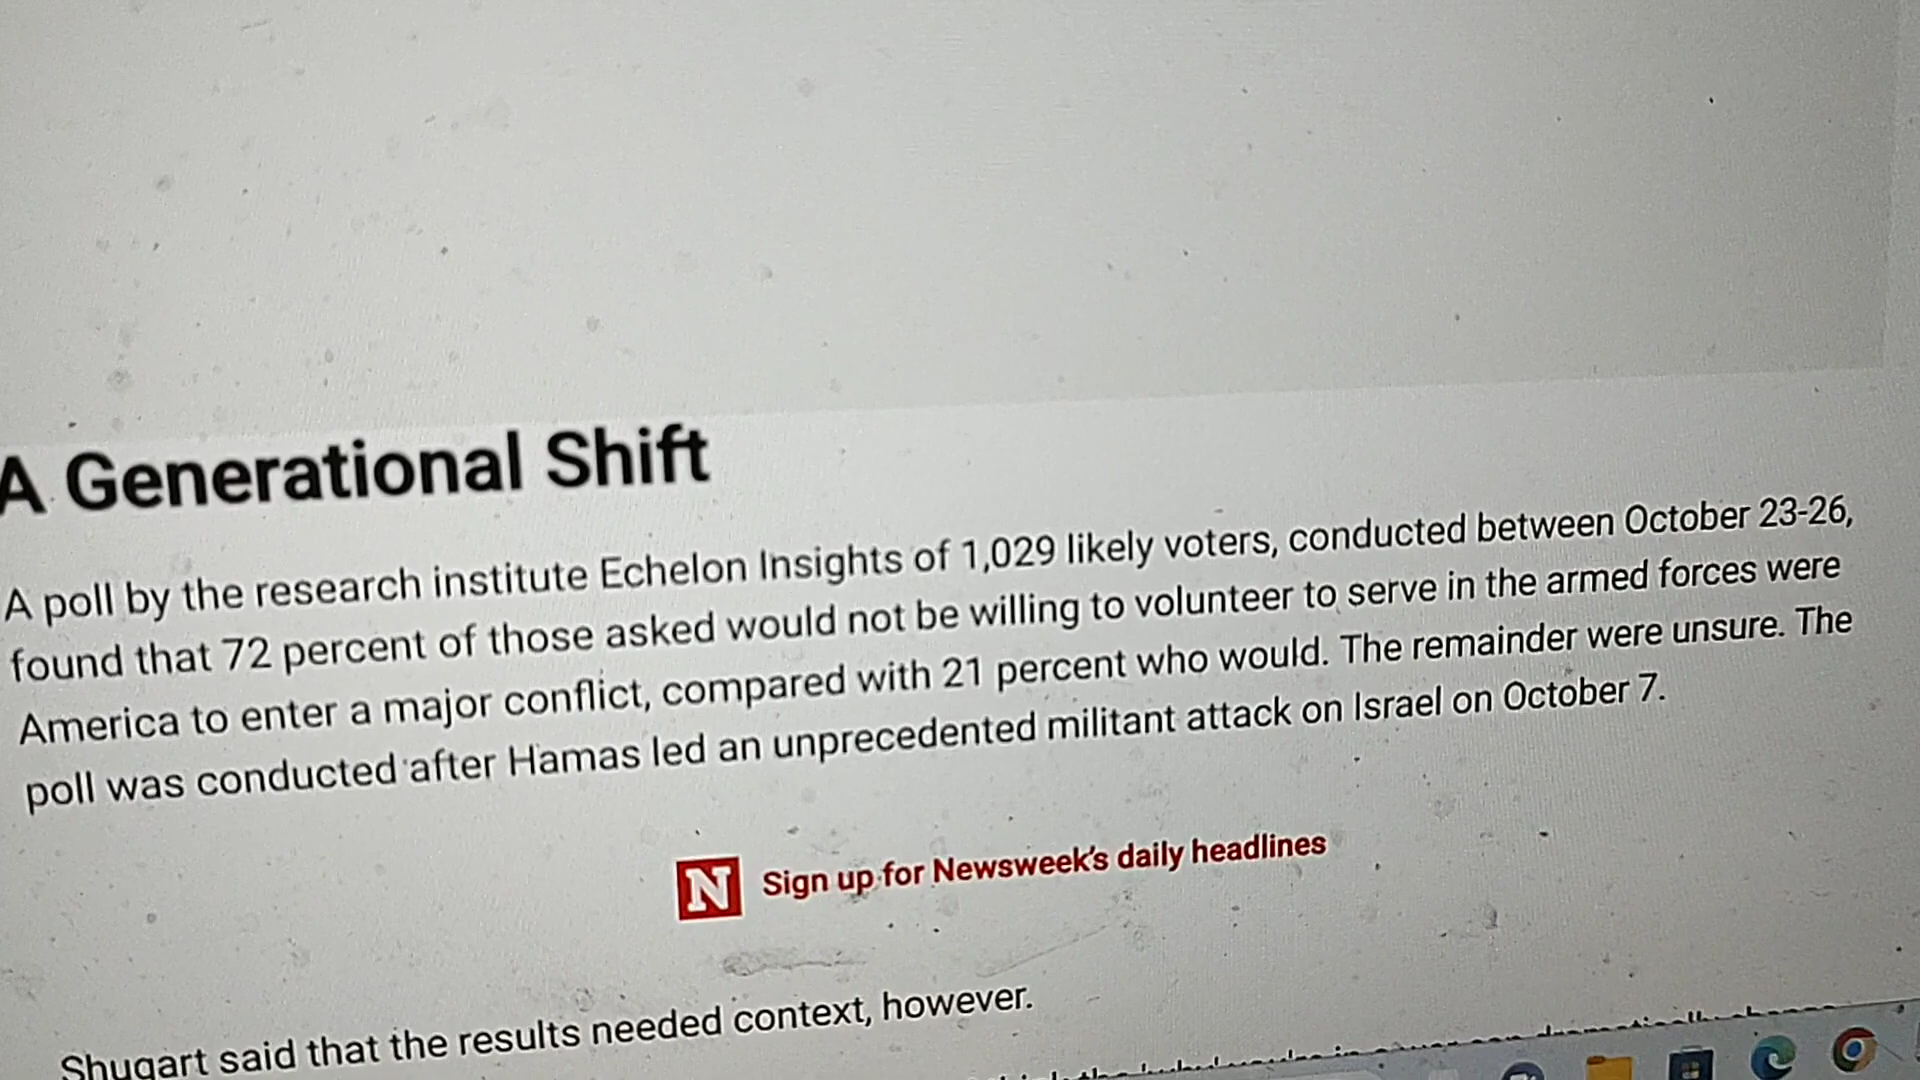 A Generational Shift
A poll by the research institute Echelon Insights of 1,029 likely voters, conducted between October 23-26,
found that 72 percent of those asked would not be willing to volunteer to serve in the armed forces were
America to enter a major conflict, compared with 21 percent who would. The remainder were unsure. The
poll was conducted after Hamas led an unprecedented militant attack on Israel on October 7.
N Sign up for Newsweek's daily headlines
Shugart said that the results needed context, however.